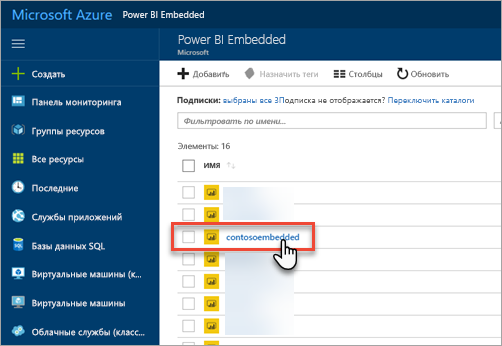 Microsoft Azure Power BI Embedded
Power BI Embedded
Microsoft
Создать
Панель мониторинга
Группы ресурсов
Все ресурсы
Последние
Службы приложений
Базы данных SQL
Виртуальные машины (к...
Виртуальные машины
Облачные службы (класс...
Добавить Назначить теги Столбцы Обновить
Подписки: выбраны все 3Подписка не отображается? Переключить каталоги
Фильтровать по имени...
Элементы: 16
ИМЯ
contosoembedded